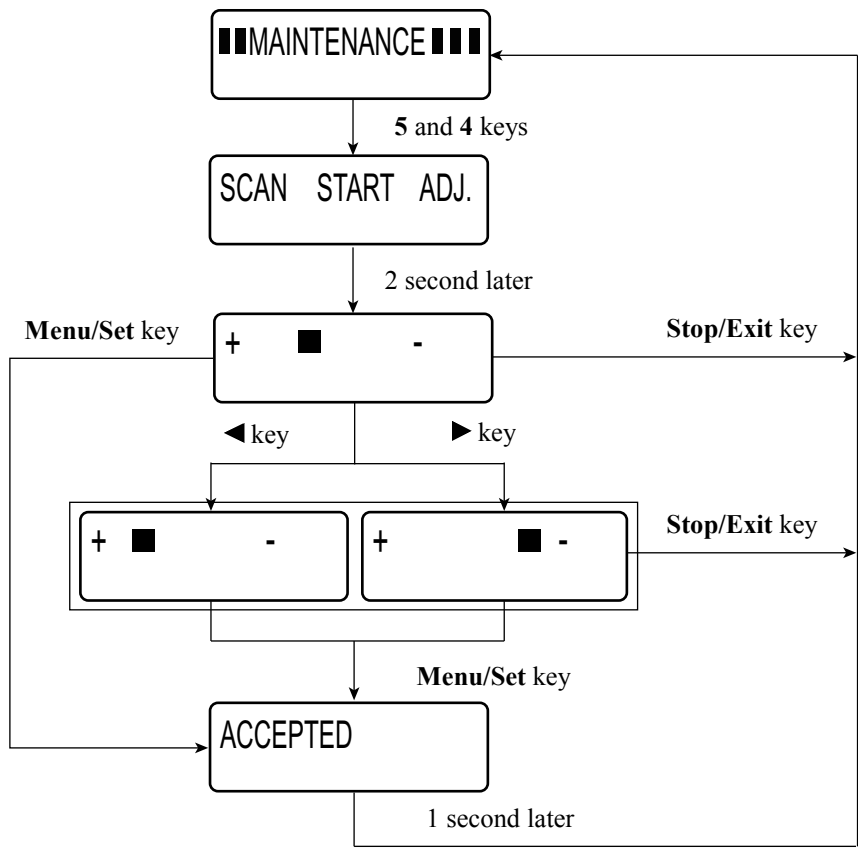 ▮▮MAINTENANCE▮▮▮
5 and 4 keys
SCAN START ADJ.
2 second later
Menu/Set key
+ ■ -
Stop/Exit key
◀ key
▶ key
+ ■ -
+ ■ -
Stop/Exit key
Menu/Set key
ACCEPTED
1 second later